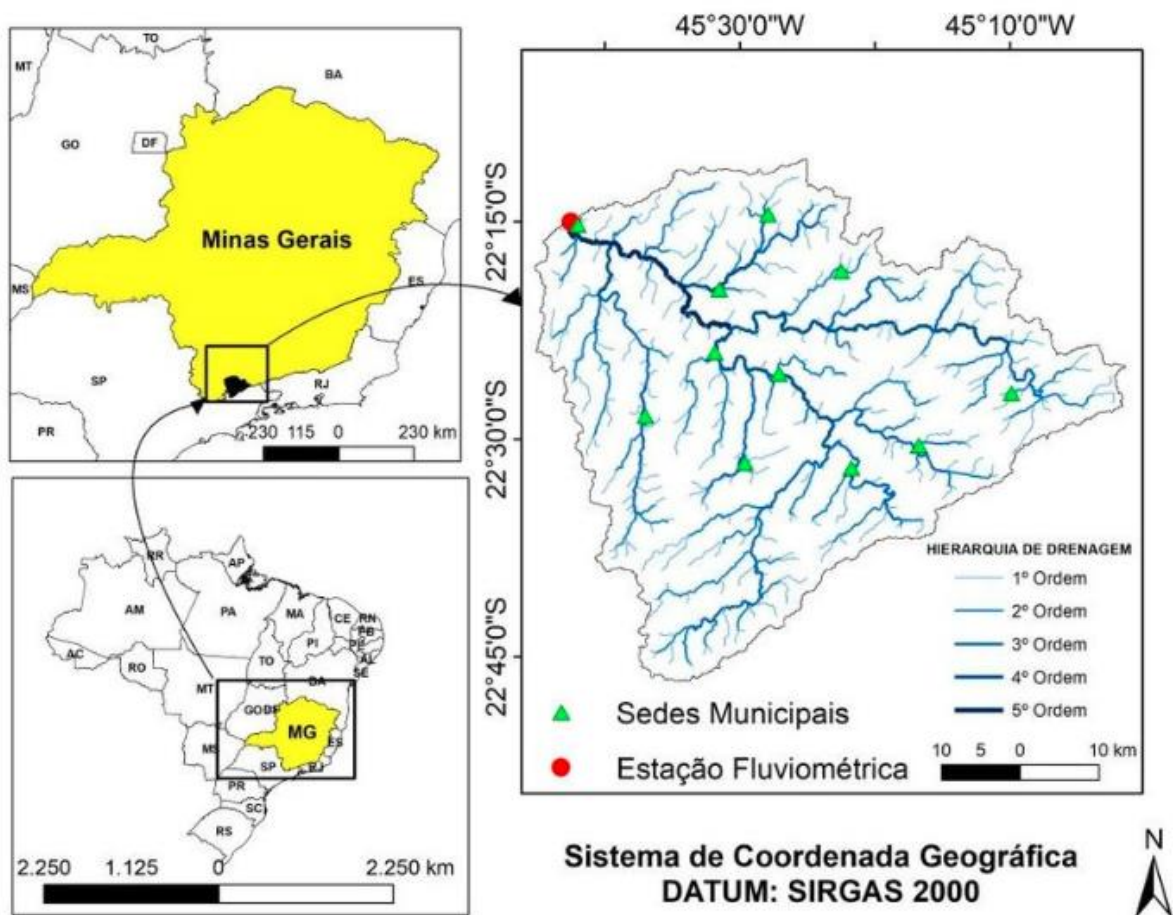 TO
MT
BA
GO
DF
Minas Gerais
MS
ES
SP
RJ
PR
230 115 0 230 km
RR
AP
AM
PA
MA
CE
RN
PB
PI
PE
AC
TO
AL
SE
RO
BA
MT
GO
DF
MG
MS
ES
SP
RJ
PR
SC
RS
2.250 1.125 0 2.250 km
45°30'0"W 45°10'0"W
22°15'0"S
22°30'0"S
22°45'0"S
HIERARQUIA DE DRENAGEM
1º Ordem
2º Ordem
3º Ordem
4º Ordem
5º Ordem
Sedes Municipais
Estação Fluviométrica
10 5 0 10 km
Sistema de Coordenada Geográfica
DATUM: SIRGAS 2000
N